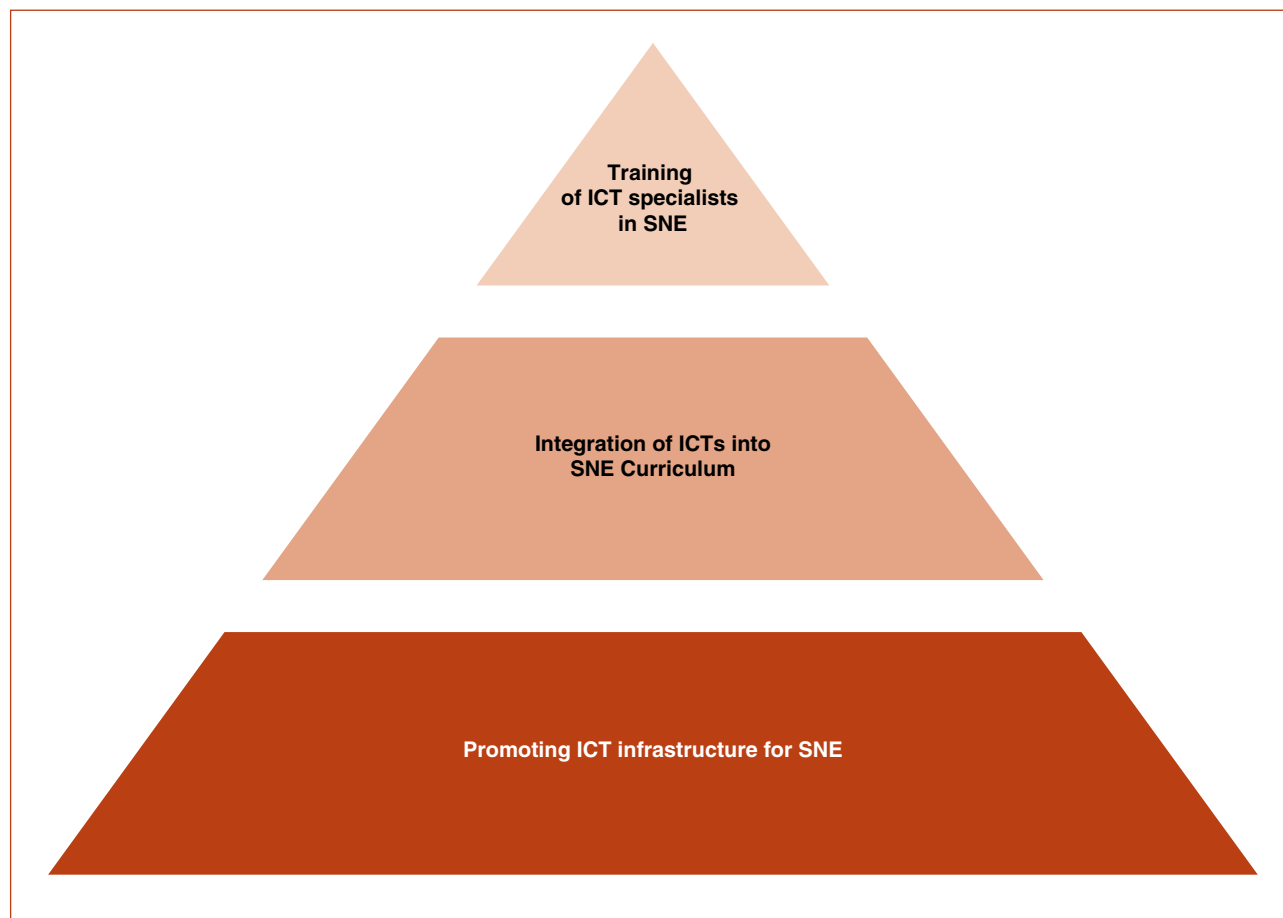 Training
of ICT specialists
in SNE
Integration of ICTs into
SNE Curriculum
Promoting ICT infrastructure for SNE